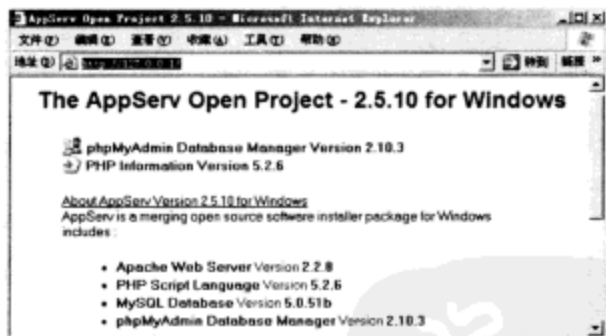 AppServ Open Project 2.5.10 - Microsoft Internet Explorer
文件(F) 编辑(E) 查看(V) 收藏(A) 工具(T) 帮助(H)
地址(D) 转到 链接 »
The AppServ Open Project - 2.5.10 for Windows
phpMyAdmin Database Manager Version 2.10.3
PHP Information Version 5.2.6
About AppServ Version 2.5.10 for Windows
AppServ is a merging open source software installer package for Windows
includes :
• Apache Web Server Version 2.2.8
• PHP Script Language Version 5.2.6
• MySQL Database Version 5.0.51b
• phpMyAdmin Database Manager Version 2.10.3